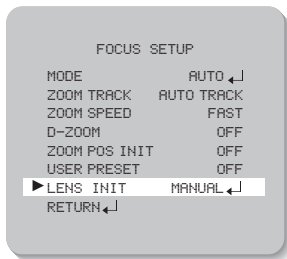 FOCUS SETUP
MODE AUTO ↵
ZOOM TRACK AUTO TRACK
ZOOM SPEED FAST
D-ZOOM OFF
ZOOM POS INIT OFF
USER PRESET OFF
▶LENS INIT MANUAL↵
RETURN↵